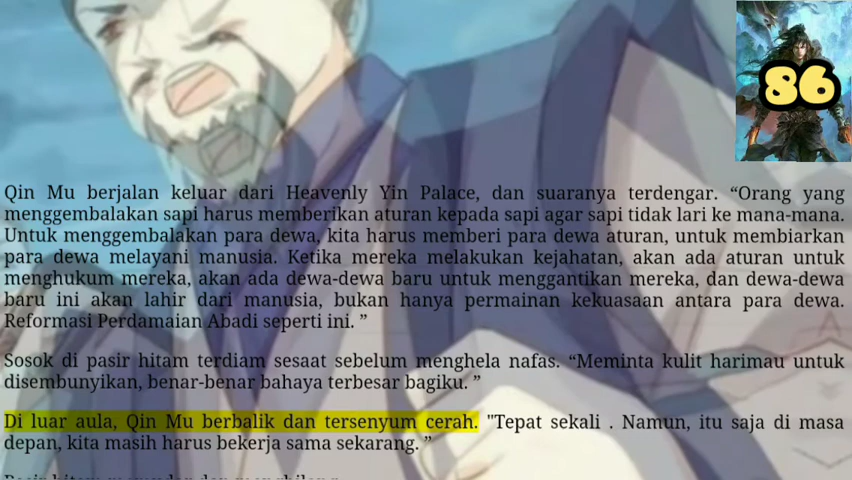 86
Qin Mu berjalan keluar dari Heavenly Yin Palace, dan suaranya terdengar. “Orang yang
menggembalakan sapi harus memberikan aturan kepada sapi agar sapi tidak lari ke mana-mana.
Untuk menggembalakan para dewa, kita harus memberi para dewa aturan, untuk membiarkan
para dewa melayani manusia. Ketika mereka melakukan kejahatan, akan ada aturan untuk
menghukum mereka, akan ada dewa-dewa baru untuk menggantikan mereka, dan dewa-dewa
baru ini akan lahir dari manusia, bukan hanya permainan kekuasaan antara para dewa.
Reformasi Perdamaian Abadi seperti ini. ”
Sosok di pasir hitam terdiam sesaat sebelum menghela nafas. “Meminta kulit harimau untuk
disembunyikan, benar-benar bahaya terbesar bagiku. ”
Di luar aula, Qin Mu berbalik dan tersenyum cerah. "Tepat sekali . Namun, itu saja di masa
depan, kita masih harus bekerja sama sekarang. ”